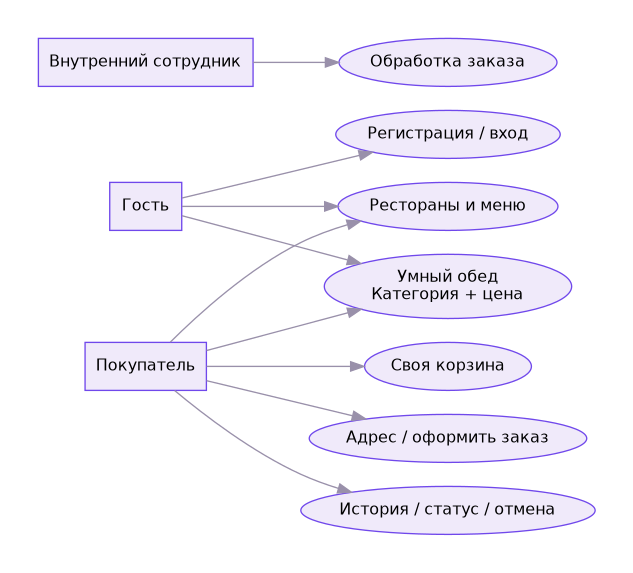 Внутренний сотрудник
Обработка заказа
Регистрация / вход
Гость
Рестораны и меню
Умный обед
Категория + цена
Покупатель
Своя корзина
Адрес / оформить заказ
История / статус / отмена